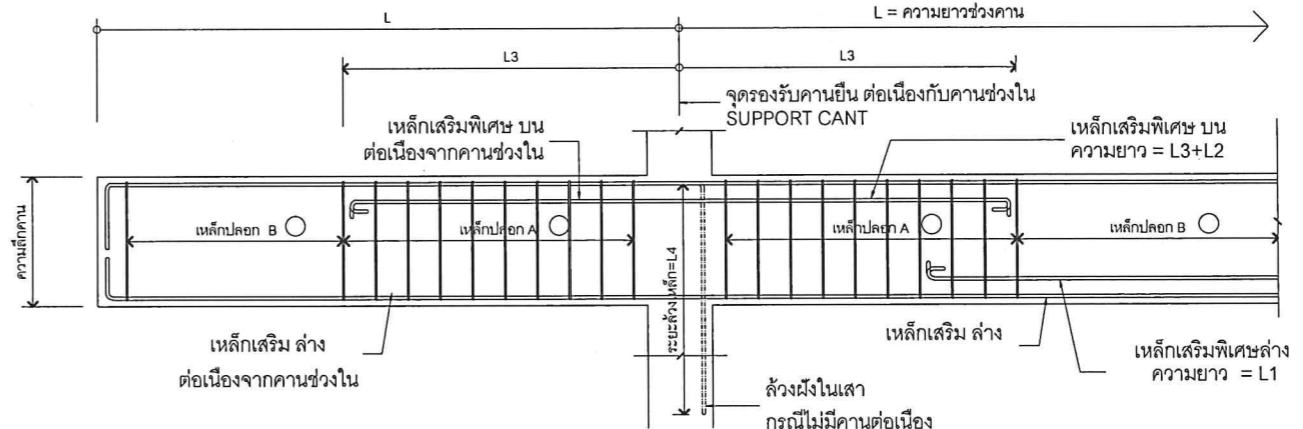 L
L = ความยาวช่วงคาน
L3
L3
จุดรองรับคานยื่น ต่อเนื่องกับคานช่วงใน
SUPPORT CANT
เหล็กเสริมพิเศษ บน
ต่อเนื่องจากคานช่วงใน
เหล็กเสริมพิเศษ บน
ความยาว = L3+L2
ความลึกคาน
เหล็กปลอก B
เหล็กปลอก A
เหล็กปลอก A
เหล็กปลอก B
ระยะล้วงเหล็ก=L4
เหล็กเสริม ล่าง
ต่อเนื่องจากคานช่วงใน
เหล็กเสริม ล่าง
เหล็กเสริมพิเศษล่าง
ความยาว = L1
ล้วงฝังในเสา
กรณีไม่มีคานต่อเนื่อง